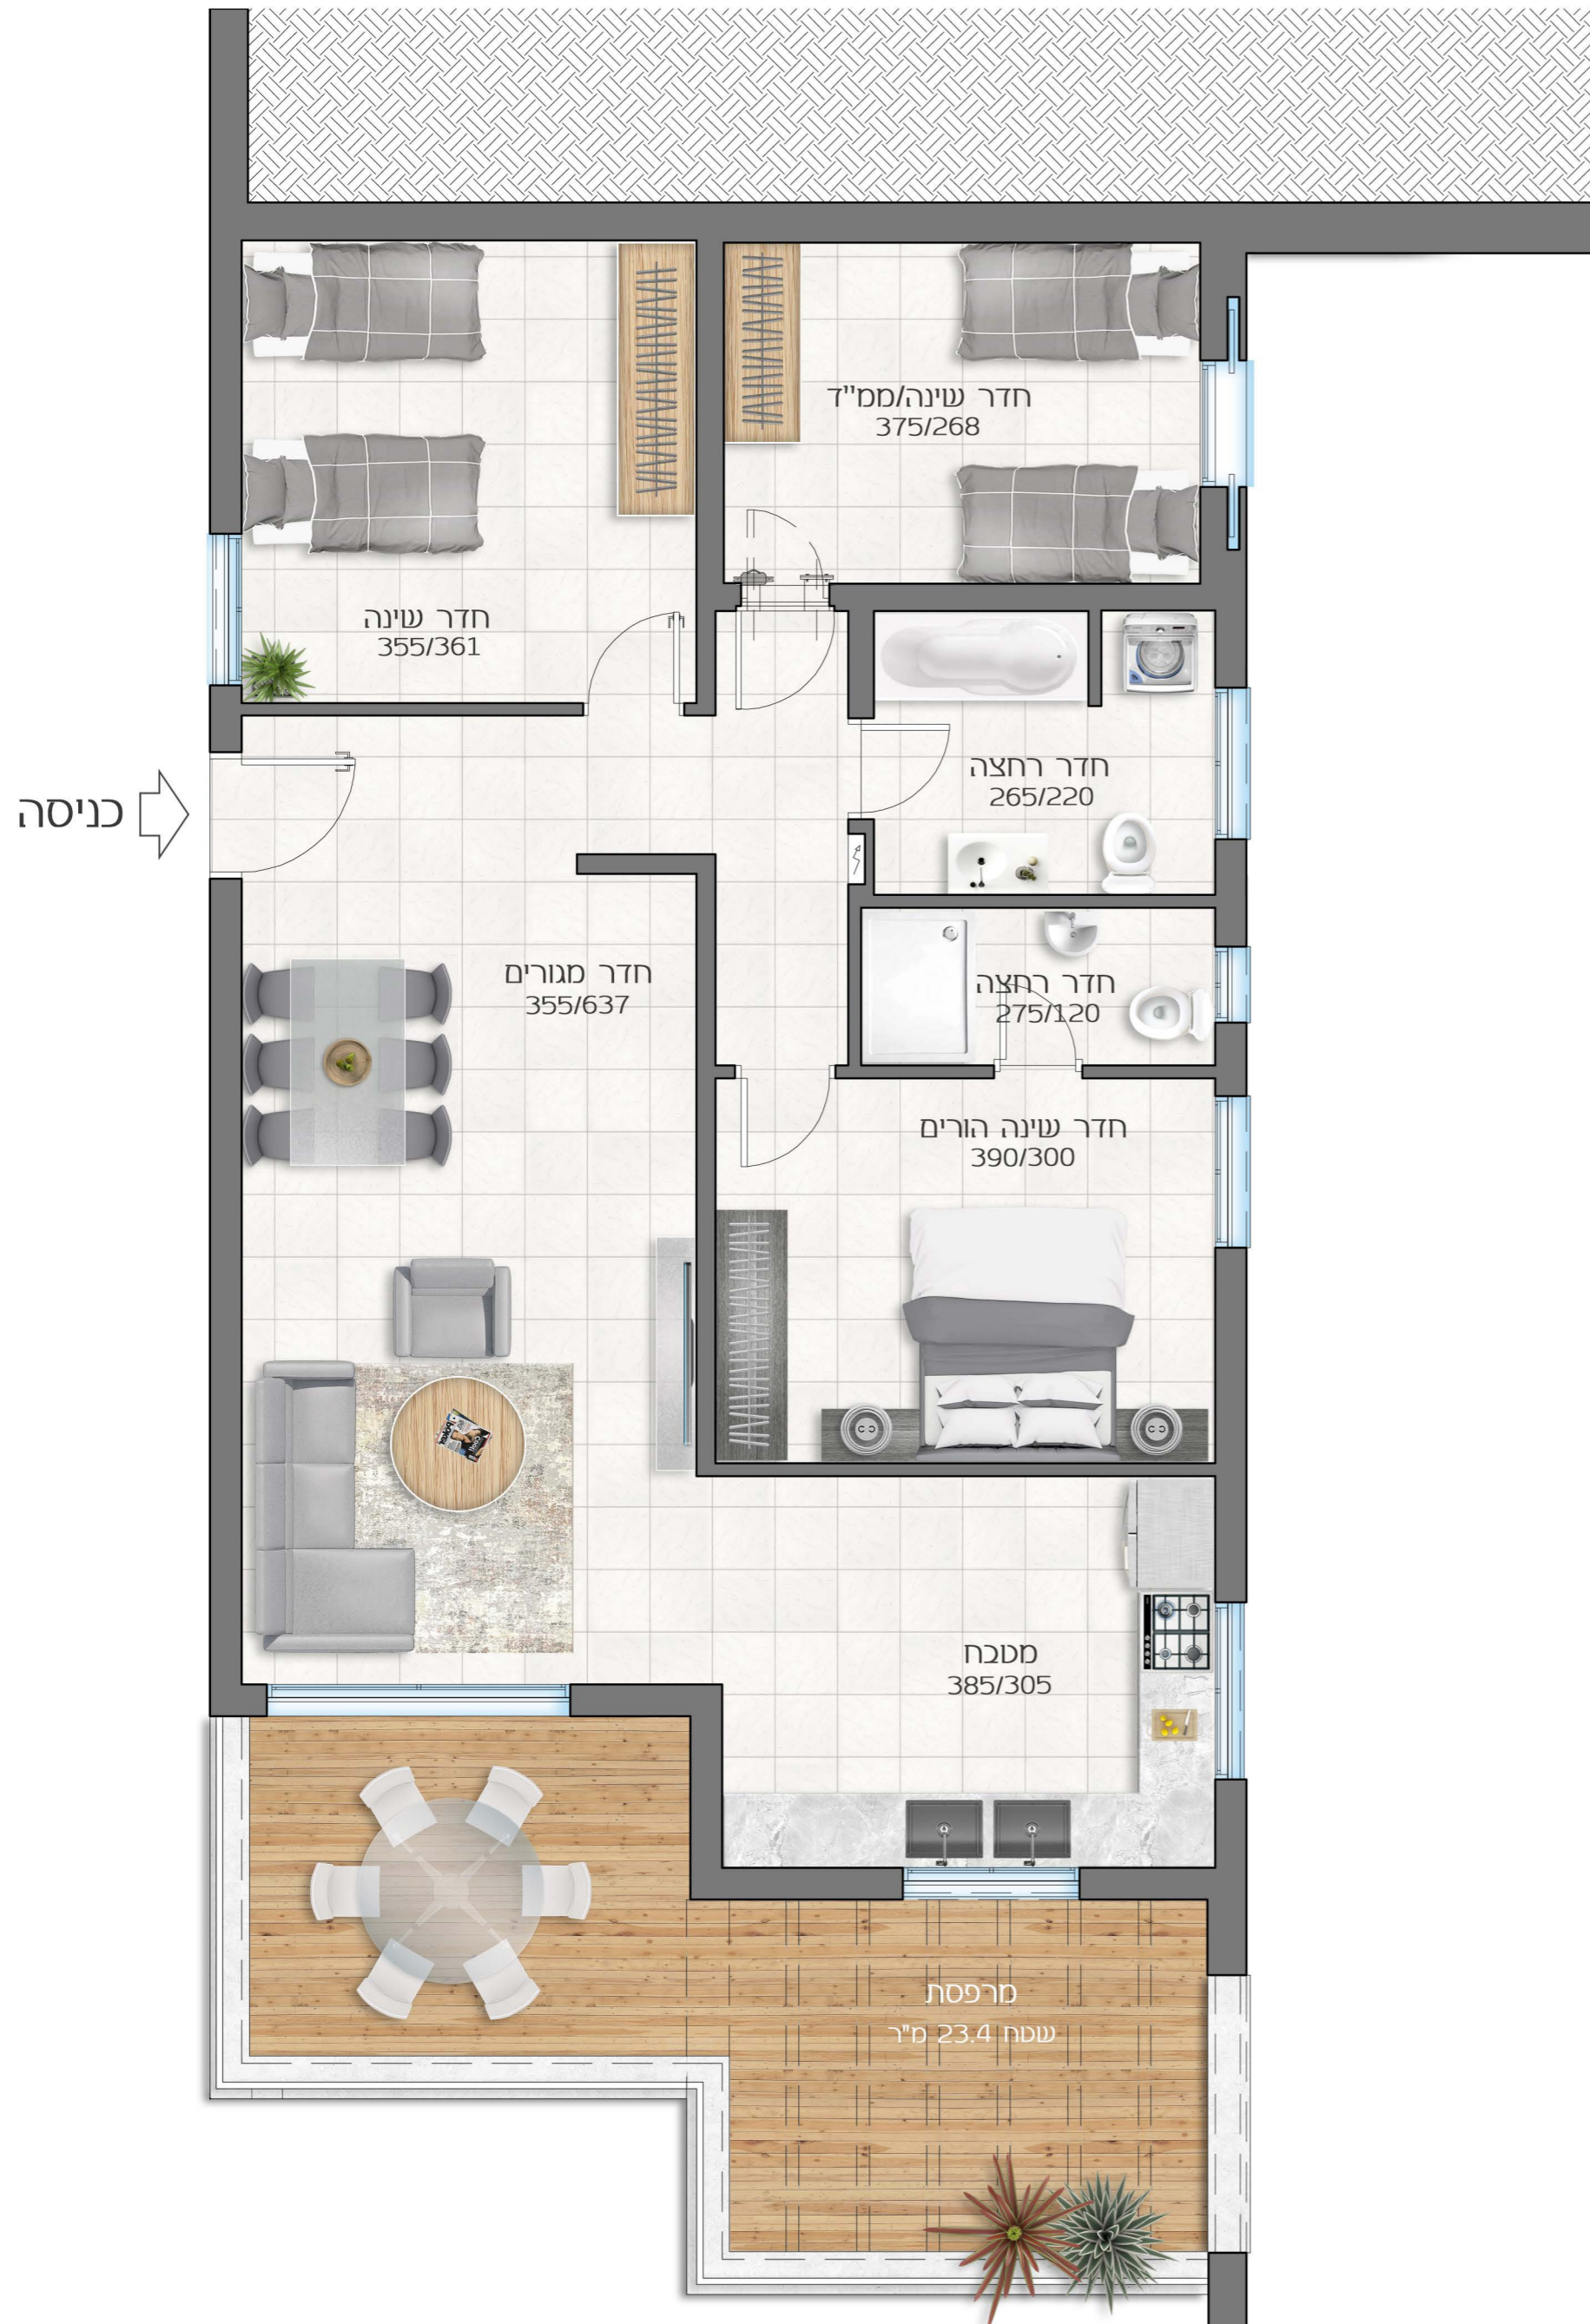 חדר שינה/ממ"ד
375/268
חדר שינה
355/361
חדר רחצה
265/220
כניסה
חדר מגורים
355/637
חדר רחצה
275/120
חדר שינה הורים
390/300
מטבח
385/305
מרפסת
שטח 23.4 מ"ר